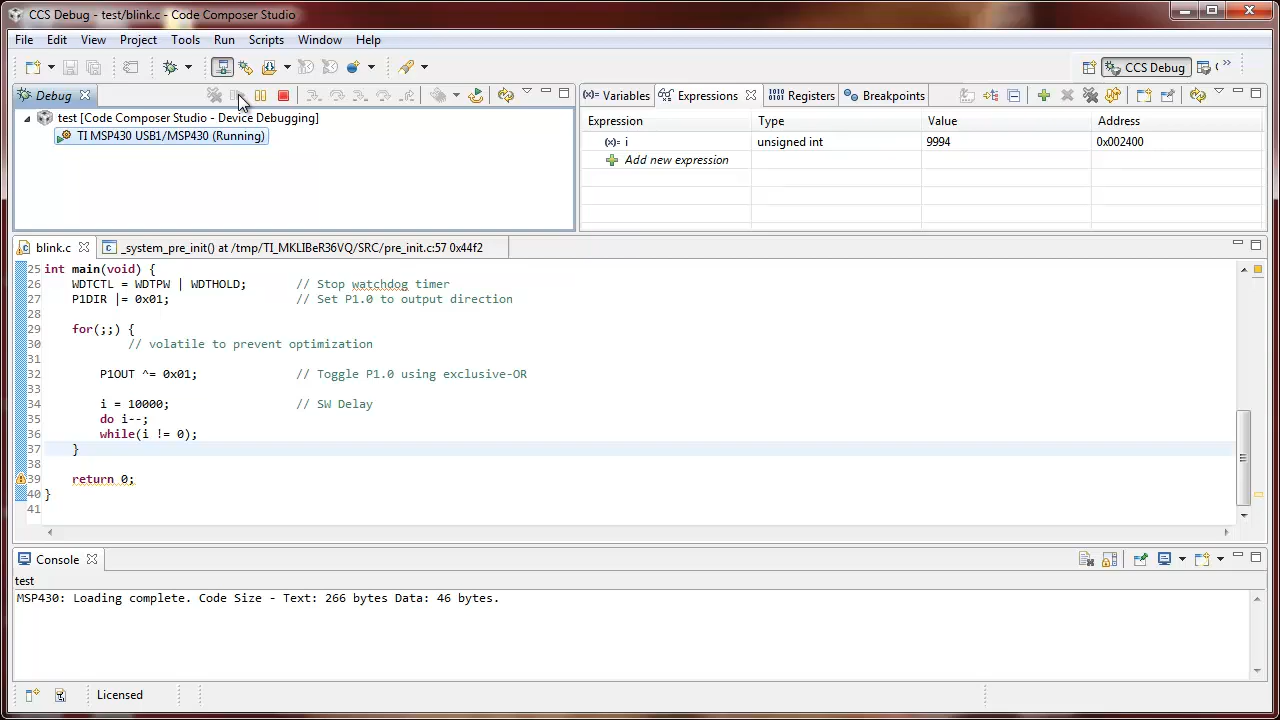 CCS Debug - test/blink.c - Code Composer Studio
File Edit View Project Tools Run Scripts Window Help
CCS Debug
Debug
test [Code Composer Studio - Device Debugging]
TI MSP430 USB1/MSP430 (Running)
Variables Expressions Registers Breakpoints
Expression Type Value Address
(x)= i unsigned int 9994 0x002400
Add new expression
blink.c _system_pre_init() at /tmp/TI_MKLIBeR36VQ/SRC/pre_init.c:57 0x44f2
25 int main(void) {
26 WDTCTL = WDTPW | WDTHOLD; // Stop watchdog timer
27 P1DIR |= 0x01; // Set P1.0 to output direction
28
29 for(;;) {
30 // volatile to prevent optimization
31
32 P1OUT ^= 0x01; // Toggle P1.0 using exclusive-OR
33
34 i = 10000; // SW Delay
35 do i--;
36 while(i != 0);
37 }
38
39 return 0;
40 }
41
Console
test
MSP430: Loading complete. Code Size - Text: 266 bytes Data: 46 bytes.
Licensed